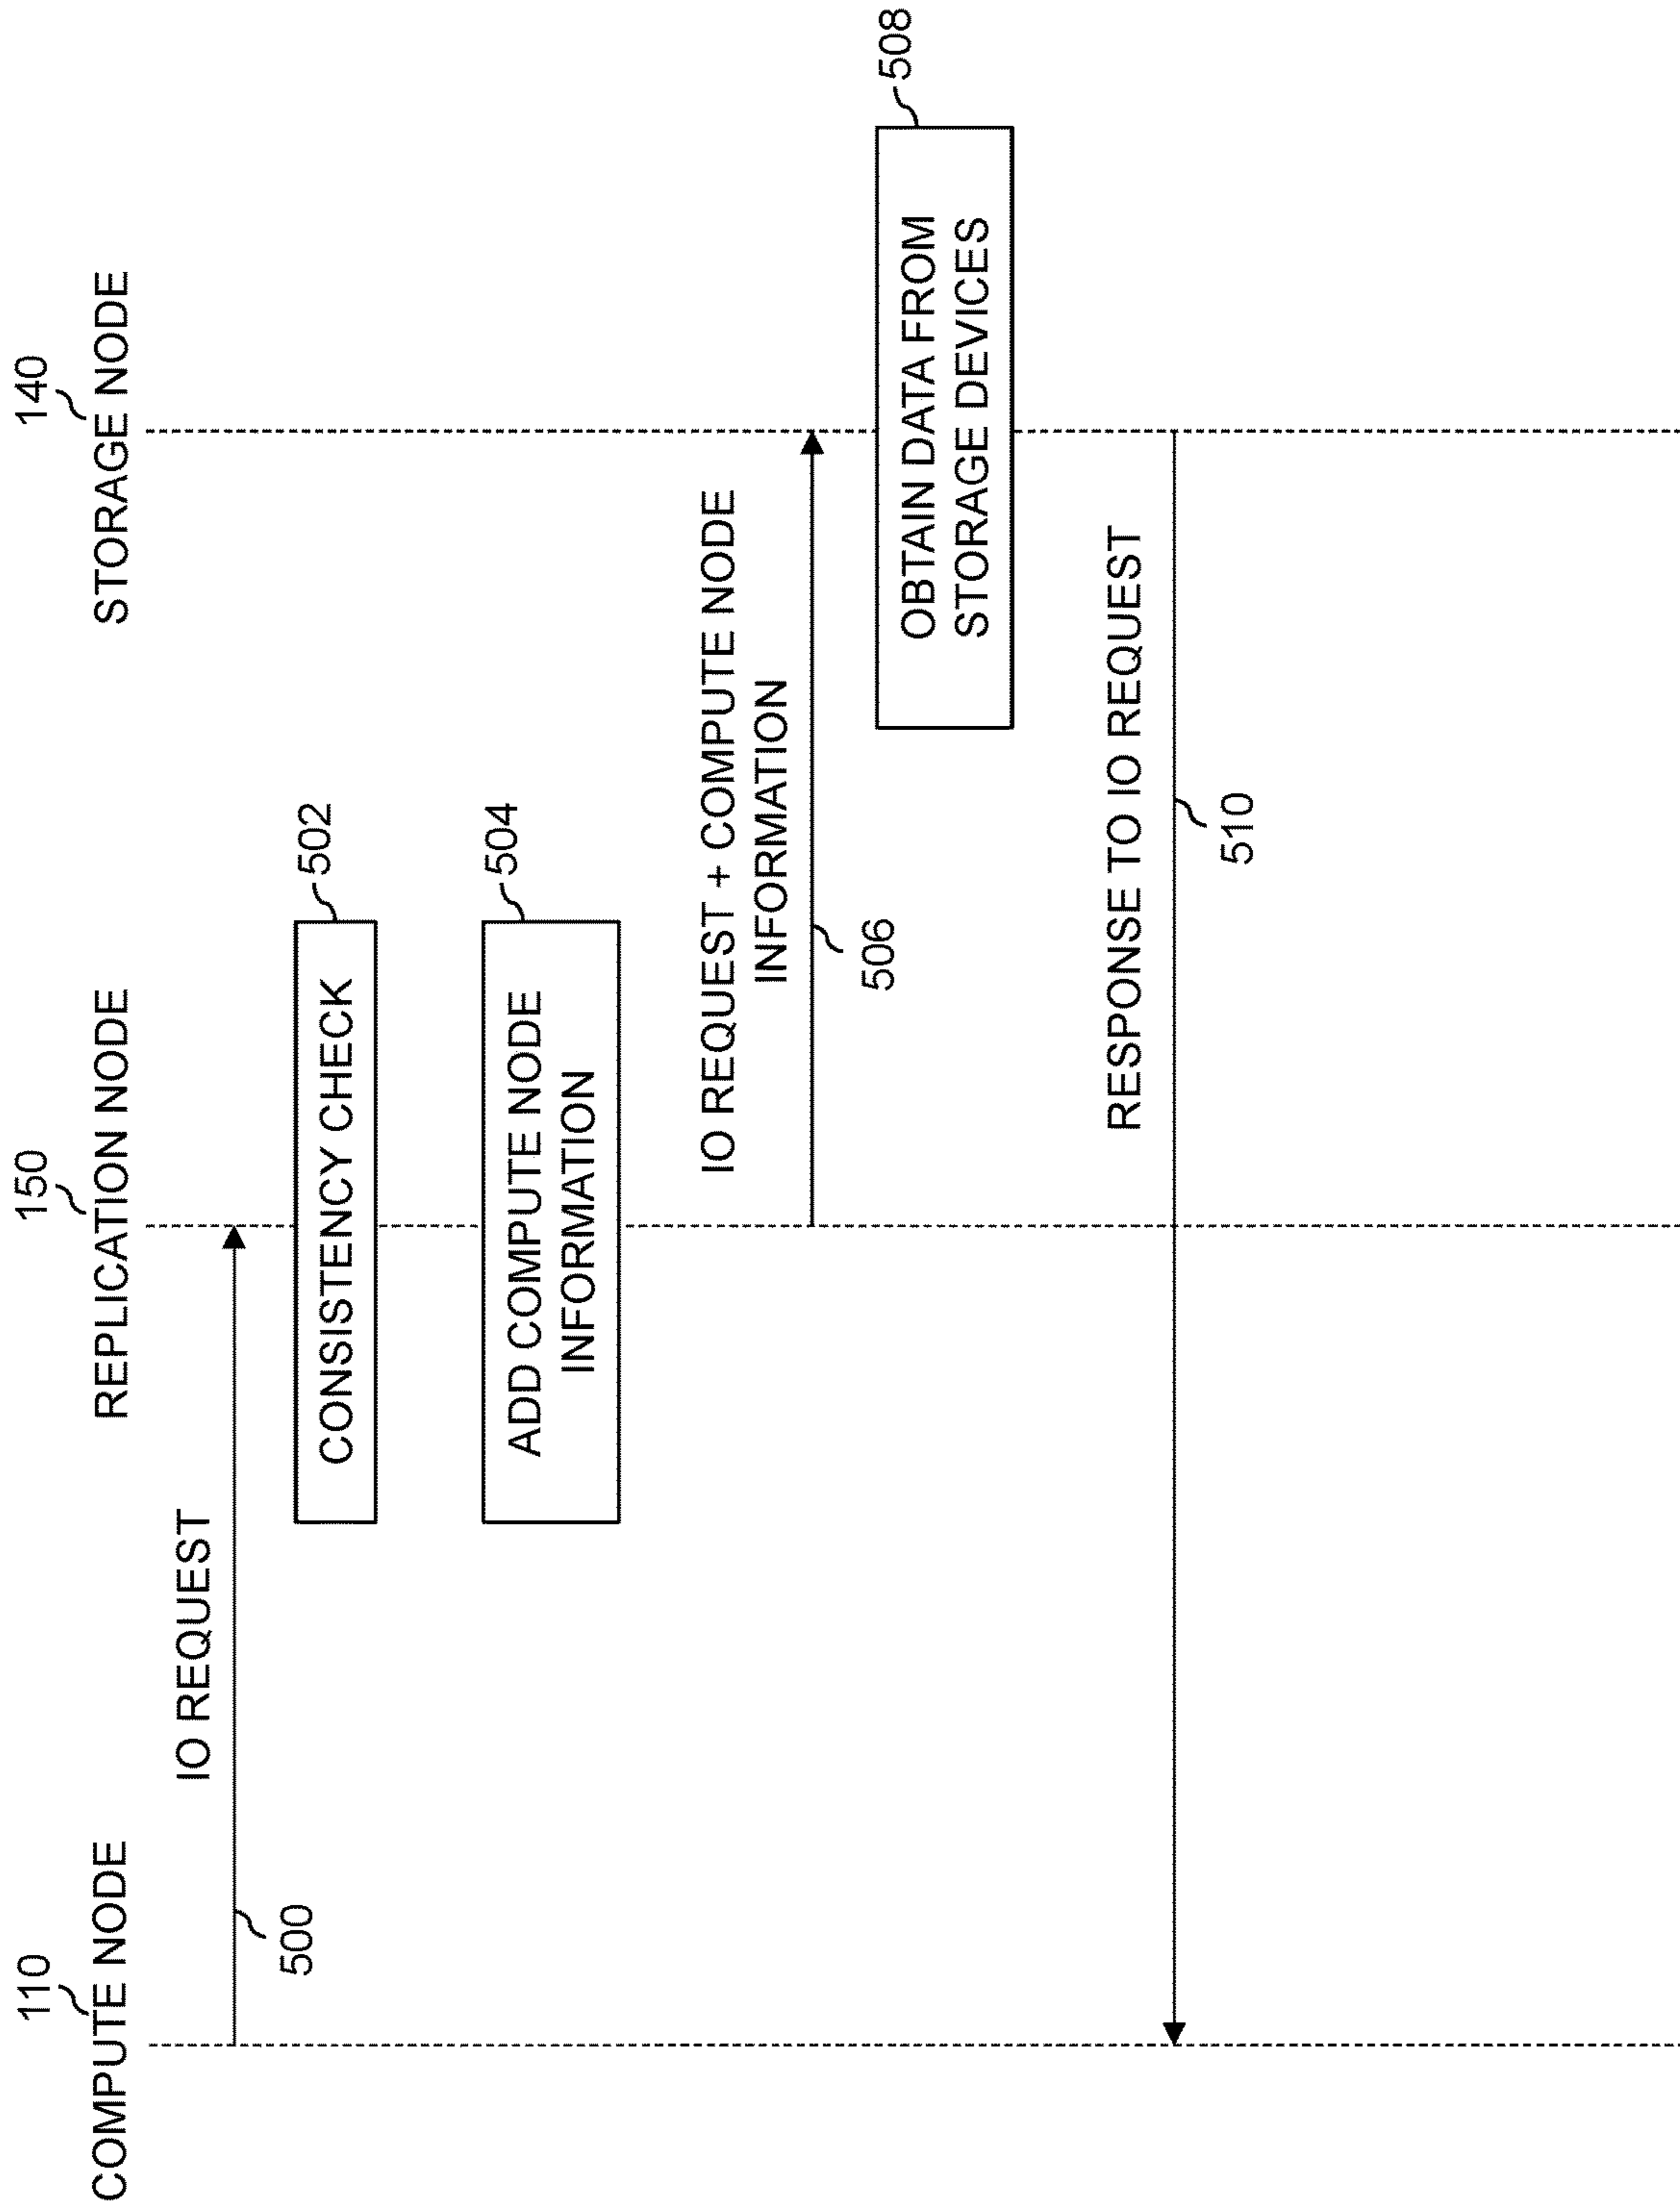 110
COMPUTE NODE
150
REPLICATION NODE
140
STORAGE NODE
IO REQUEST
500
CONSISTENCY CHECK
502
ADD COMPUTE NODE
INFORMATION
504
IO REQUEST + COMPUTE NODE
INFORMATION
506
OBTAIN DATA FROM
STORAGE DEVICES
508
RESPONSE TO IO REQUEST
510